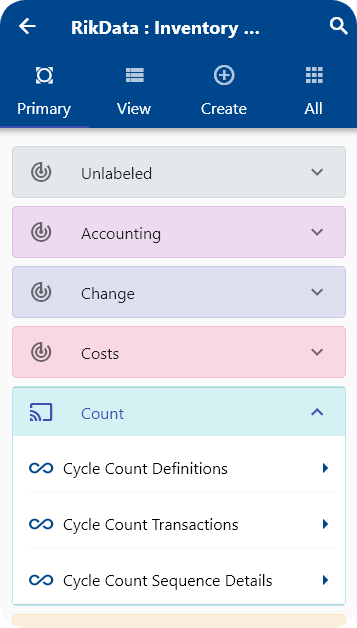 RikData : Inventory ...
Primary
View
Create
All
Unlabeled
Accounting
Change
Costs
Count
Cycle Count Definitions
Cycle Count Transactions
Cycle Count Sequence Details